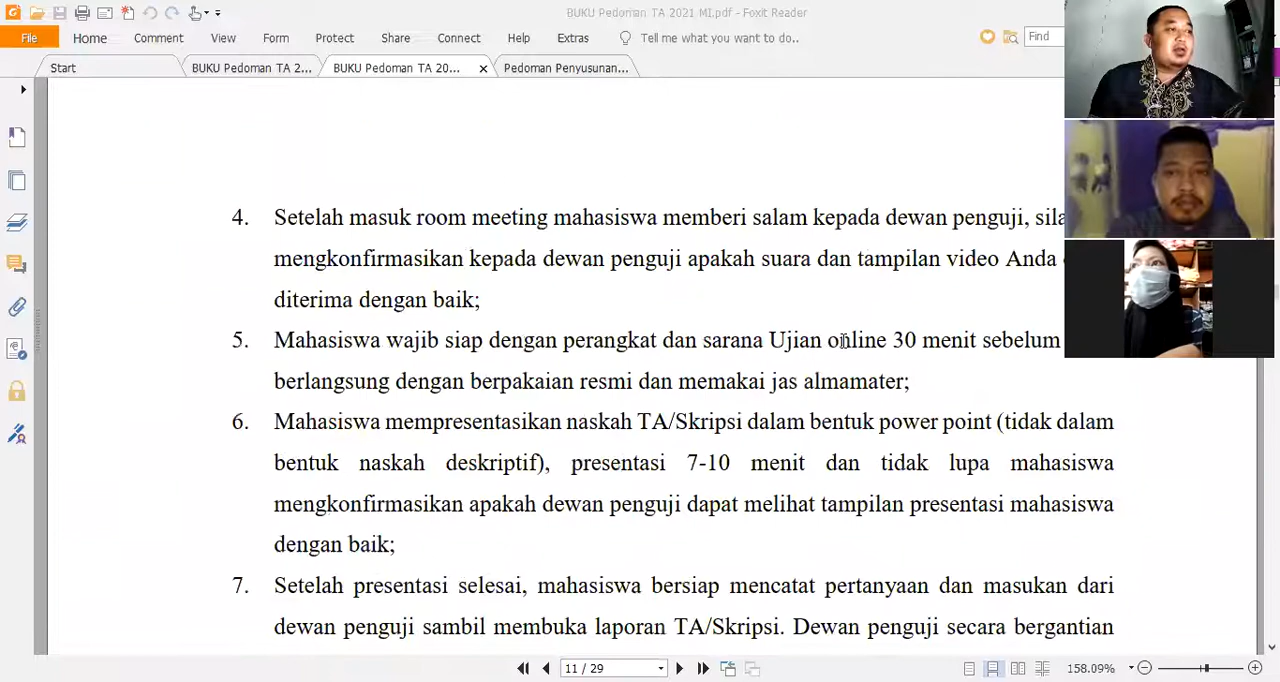 BUKU Pedoman TA 2021 MI.pdf - Foxit Reader
File Home Comment View Form Protect Share Connect Help Extras Tell me what you want to do.. Find
Start BUKU Pedoman TA 2... BUKU Pedoman TA 20... Pedoman Penyusunan...
4. Setelah masuk room meeting mahasiswa memberi salam kepada dewan penguji,
mengkonfirmasikan kepada dewan penguji apakah suara dan tampilan video Anda
diterima dengan baik;
5. Mahasiswa wajib siap dengan perangkat dan sarana Ujian online 30 menit sebelum
berlangsung dengan berpakaian resmi dan memakai jas almamater;
6. Mahasiswa mempresentasikan naskah TA/Skripsi dalam bentuk power point (tidak dalam
bentuk naskah deskriptif), presentasi 7-10 menit dan tidak lupa mahasiswa
mengkonfirmasikan apakah dewan penguji dapat melihat tampilan presentasi mahasiswa
dengan baik;
7. Setelah presentasi selesai, mahasiswa bersiap mencatat pertanyaan dan masukan dari
dewan penguji sambil membuka laporan TA/Skripsi. Dewan penguji secara bergantian
11 / 29 158.09%